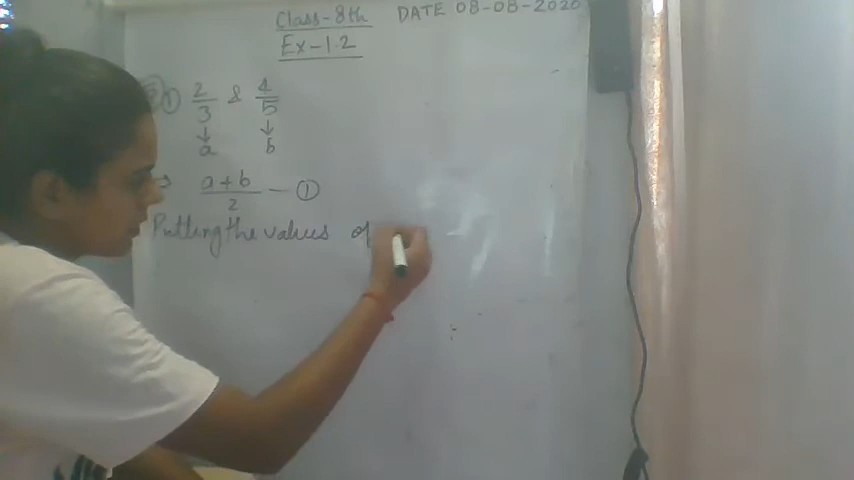 Class-8th DATE 08-08-2020
Ex-1.2
① 2/3 & 4/5
↓ ↓
a b
a+b/2 — ①
Putting the values of